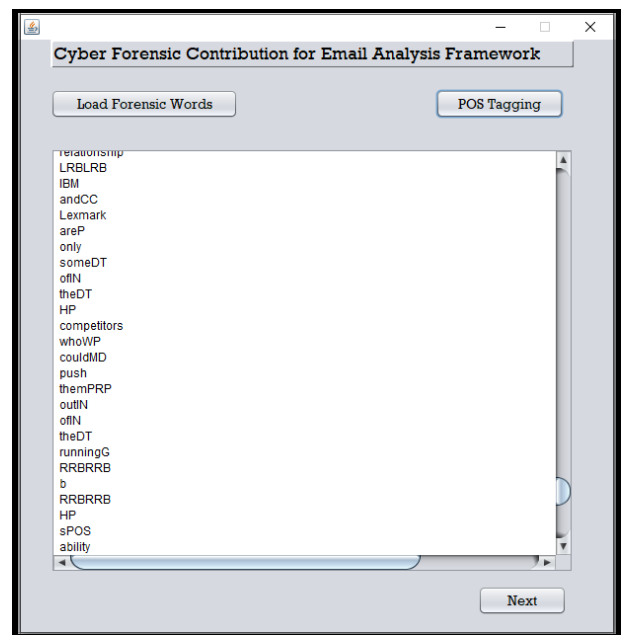 Cyber Forensic Contribution for Email Analysis Framework
Load Forensic Words
POS Tagging
relationship
LRBLRB
IBM
andCC
Lexmark
areP
only
someDT
ofIN
theDT
HP
competitors
whoWP
couldMD
push
themPRP
outIN
ofIN
theDT
runningG
RRBRRB
b
RRBRRB
HP
sPOS
ability
Next